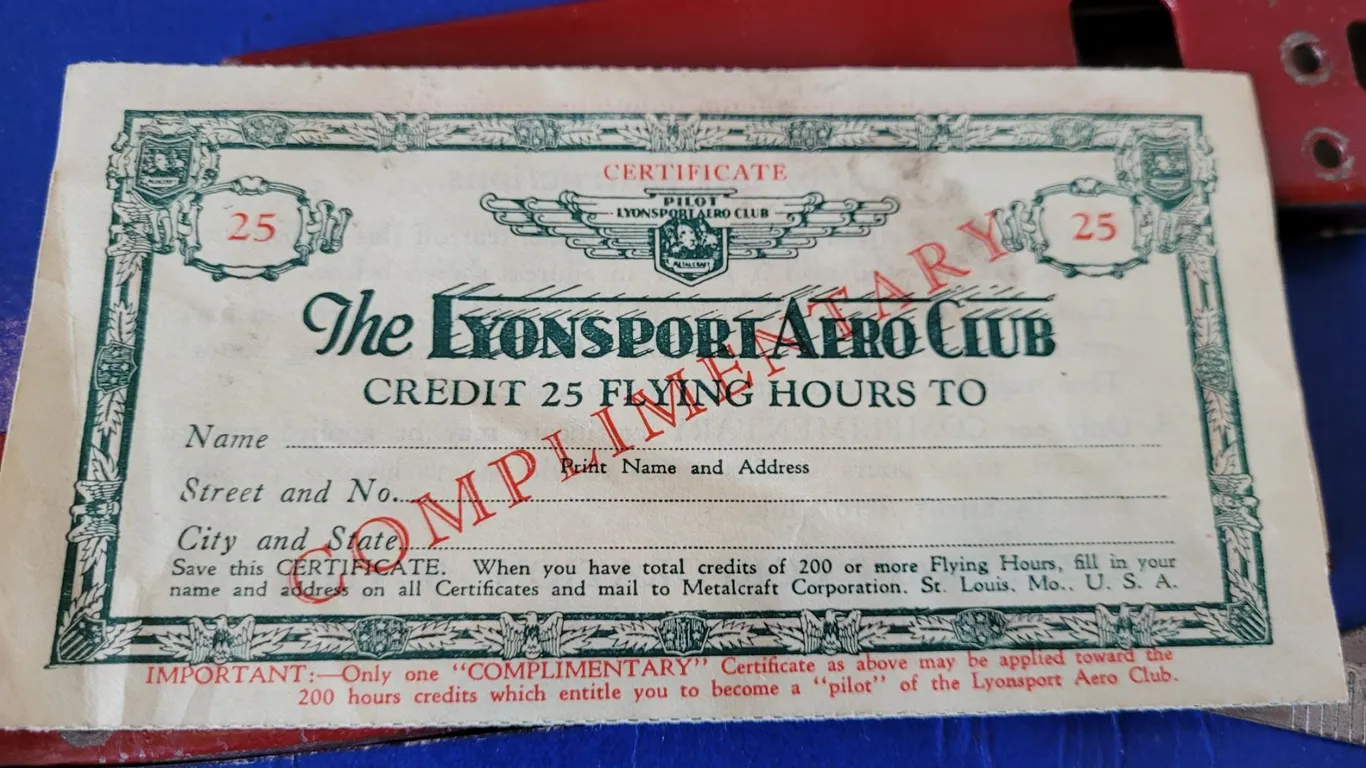 CERTIFICATE
PILOT
LYONSPORT AERO CLUB
METALCRAFT
25
25
The LYONSPORT AERO CLUB
CREDIT 25 FLYING HOURS TO
COMPLIMENTARY
Name
Print Name and Address
Street and No.
City and State
Save this CERTIFICATE. When you have total credits of 200 or more Flying Hours, fill in your
name and address on all Certificates and mail to Metalcraft Corporation. St. Louis, Mo., U. S. A.
IMPORTANT:—Only one "COMPLIMENTARY" Certificate as above may be applied toward the
200 hours credits which entitle you to become a "pilot" of the Lyonsport Aero Club.